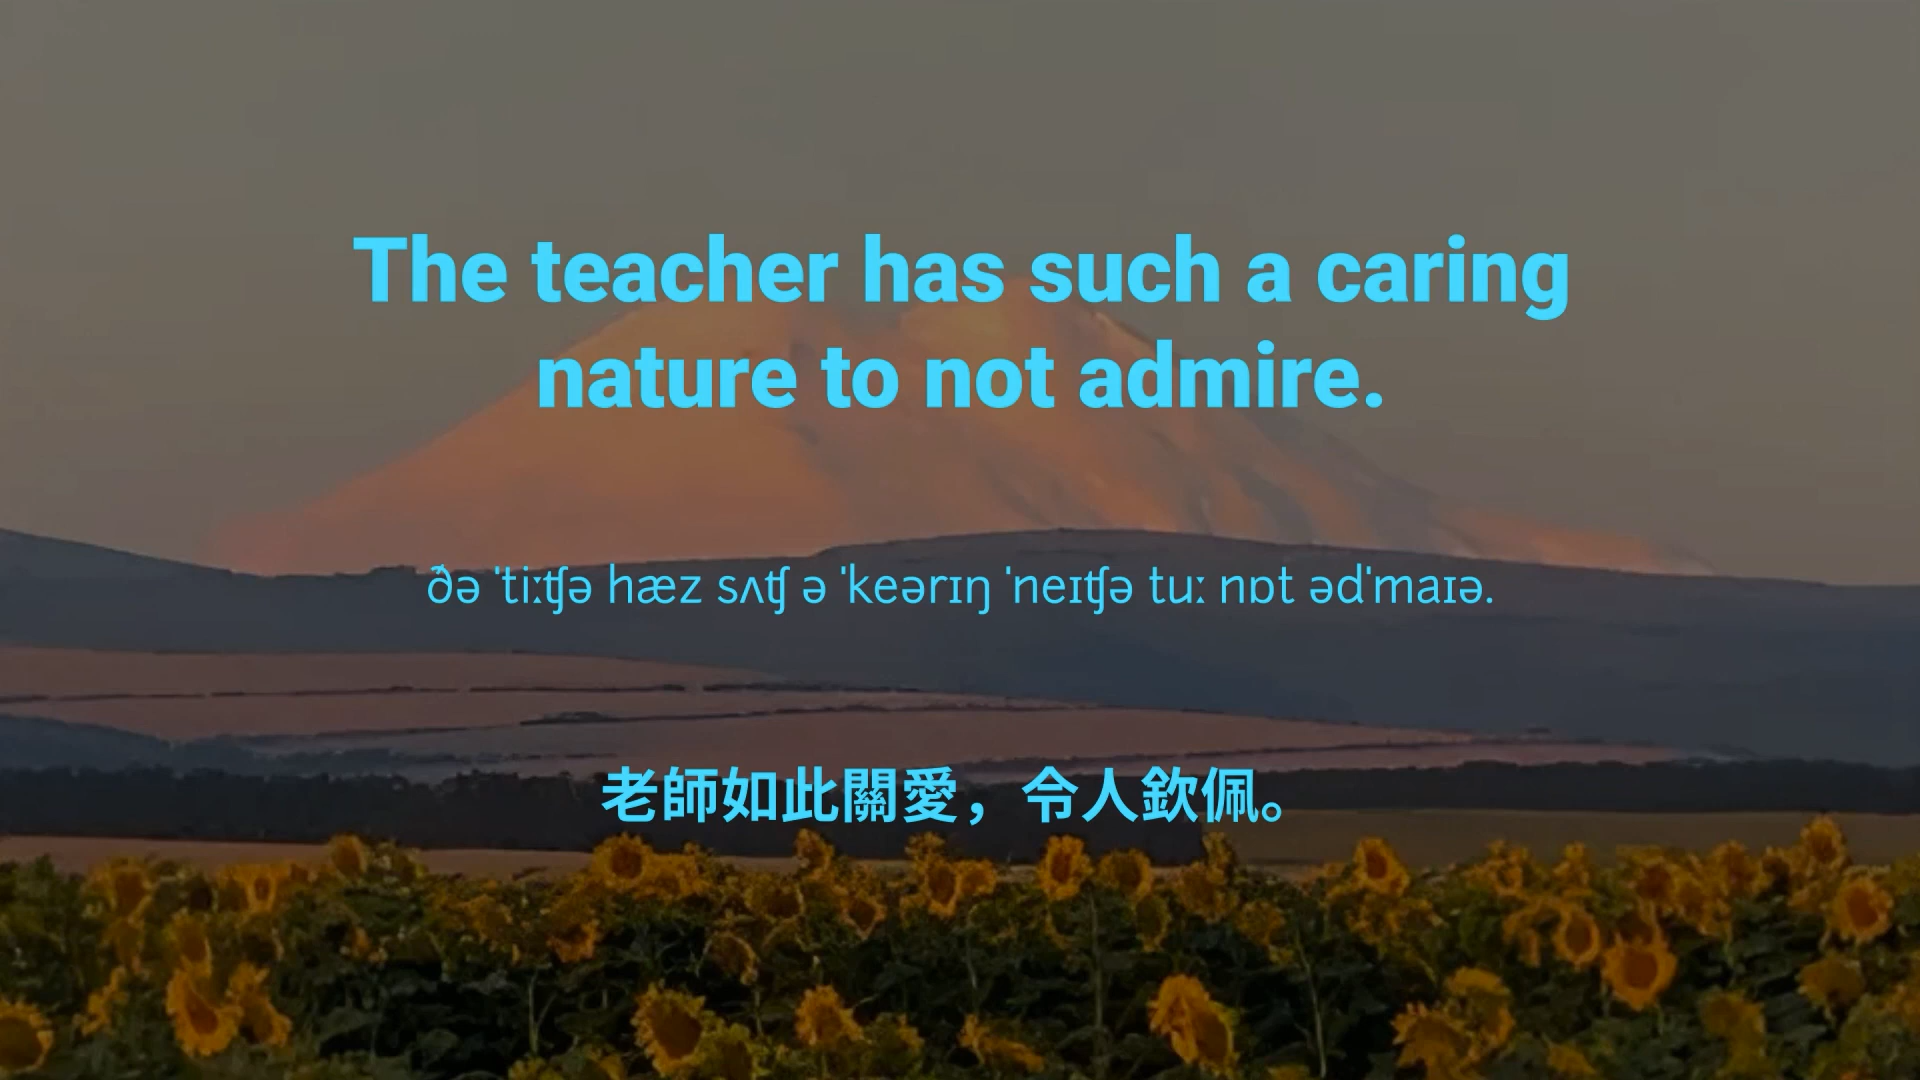 The teacher has such a caring
nature to not admire.
ðə ˈtiːʧə hæz sʌʧ ə ˈkeərɪŋ ˈneɪʧə tuː nɒt ədˈmaɪə.
老師如此關愛，令人欽佩。